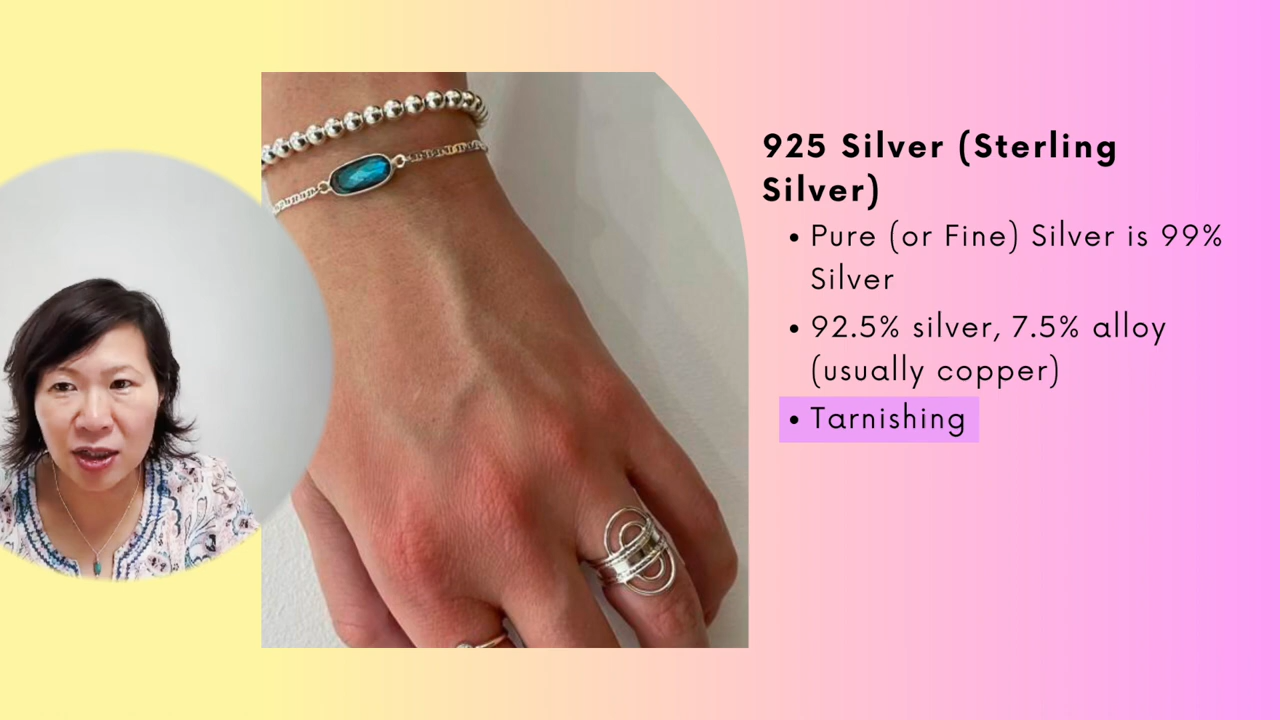 925 Silver (Sterling
Silver)
• Pure (or Fine) Silver is 99%
Silver
• 92.5% silver, 7.5% alloy
(usually copper)
• Tarnishing